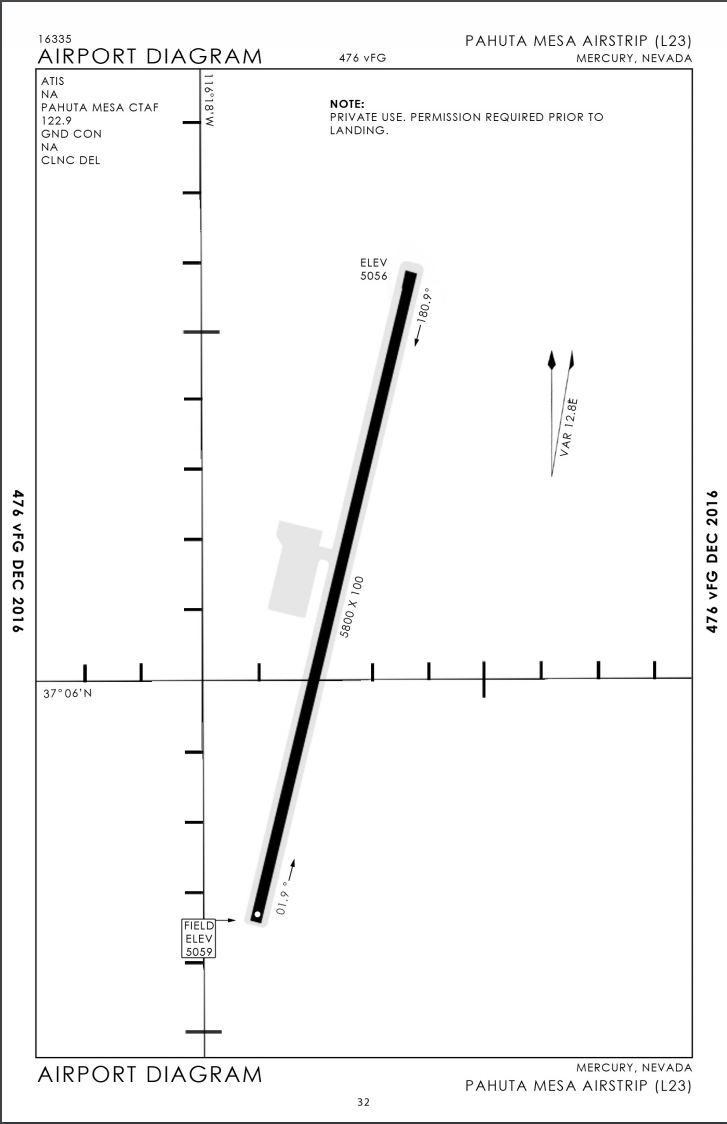 16335
AIRPORT DIAGRAM
476 vFG
PAHUTA MESA AIRSTRIP (L23)
MERCURY, NEVADA
ATIS
NA
PAHUTA MESA CTAF
122.9
GND CON
NA
CLNC DEL
116°18'W
NOTE:
PRIVATE USE. PERMISSION REQUIRED PRIOR TO
LANDING.
ELEV
5056
180.9°
VAR 12.8E
476 vFG DEC 2016
476 vFG DEC 2016
5800 X 100
37°06'N
01.9 °
FIELD
ELEV
5059
AIRPORT DIAGRAM
MERCURY, NEVADA
PAHUTA MESA AIRSTRIP (L23)
32